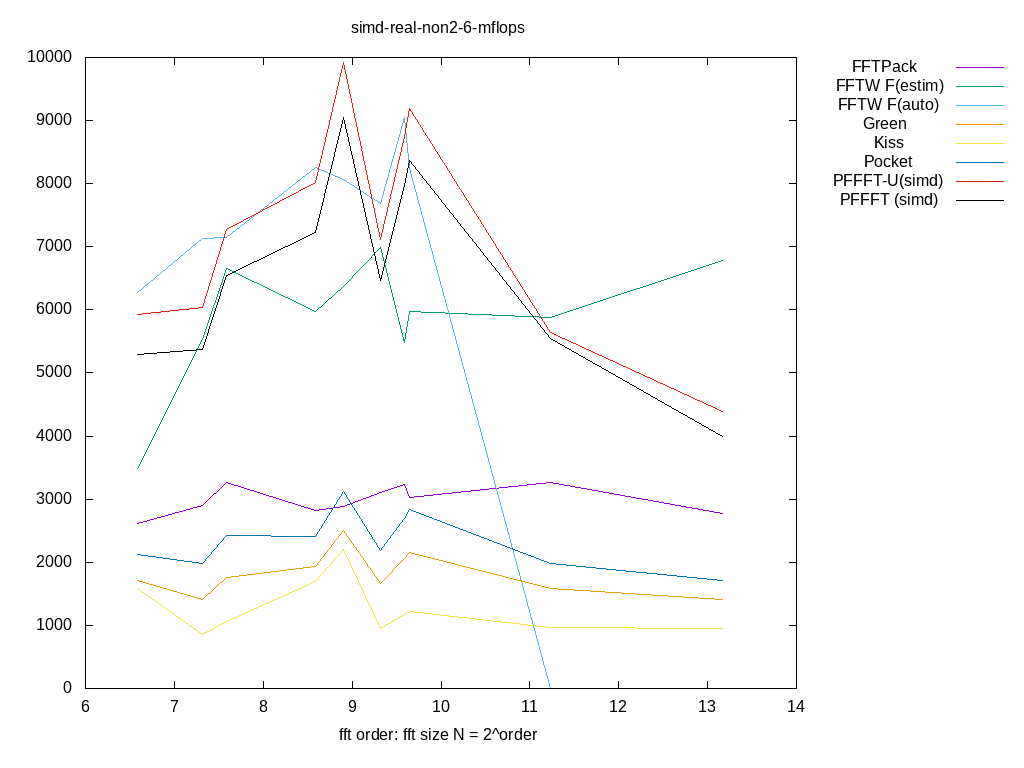 simd-real-non2-6-mflops
10000
9000
8000
7000
6000
5000
4000
3000
2000
1000
0
6 7 8 9 10 11 12 13 14
fft order: fft size N = 2^order
FFTPack
FFTW F(estim)
FFTW F(auto)
Green
Kiss
Pocket
PFFFT-U(simd)
PFFFT (simd)